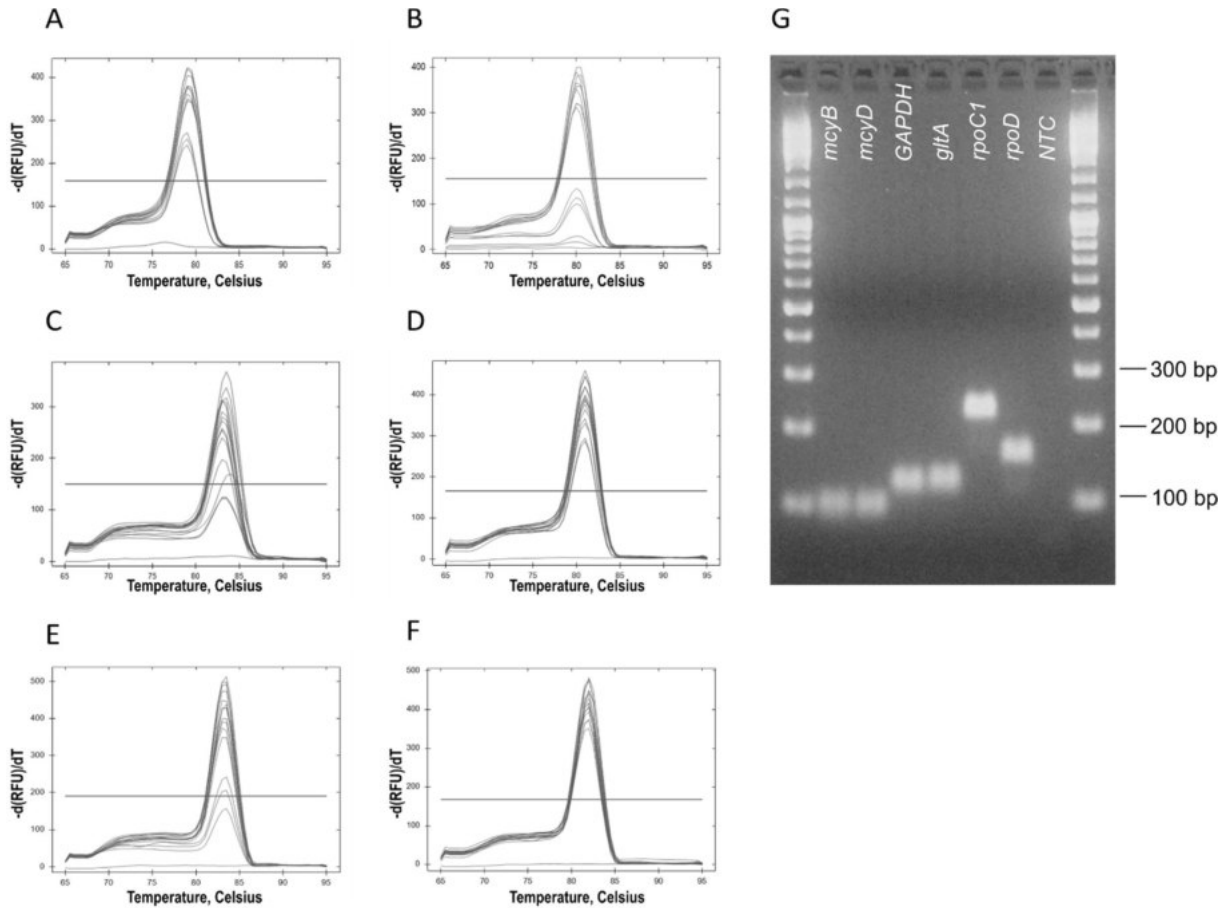 A
-d(RFU)/dT
400
300
200
100
0
65 70 75 80 85 90 95
Temperature, Celsius
B
-d(RFU)/dT
400
300
200
100
0
65 70 75 80 85 90 95
Temperature, Celsius
C
-d(RFU)/dT
300
200
100
0
65 70 75 80 85 90 95
Temperature, Celsius
D
-d(RFU)/dT
400
300
200
100
0
65 70 75 80 85 90 95
Temperature, Celsius
E
-d(RFU)/dT
500
400
300
200
100
0
65 70 75 80 85 90 95
Temperature, Celsius
F
-d(RFU)/dT
500
400
300
200
100
0
65 70 75 80 85 90 95
Temperature, Celsius
G
mcyB
mcyD
GAPDH
gltA
rpoC1
rpoD
NTC
300 bp
200 bp
100 bp